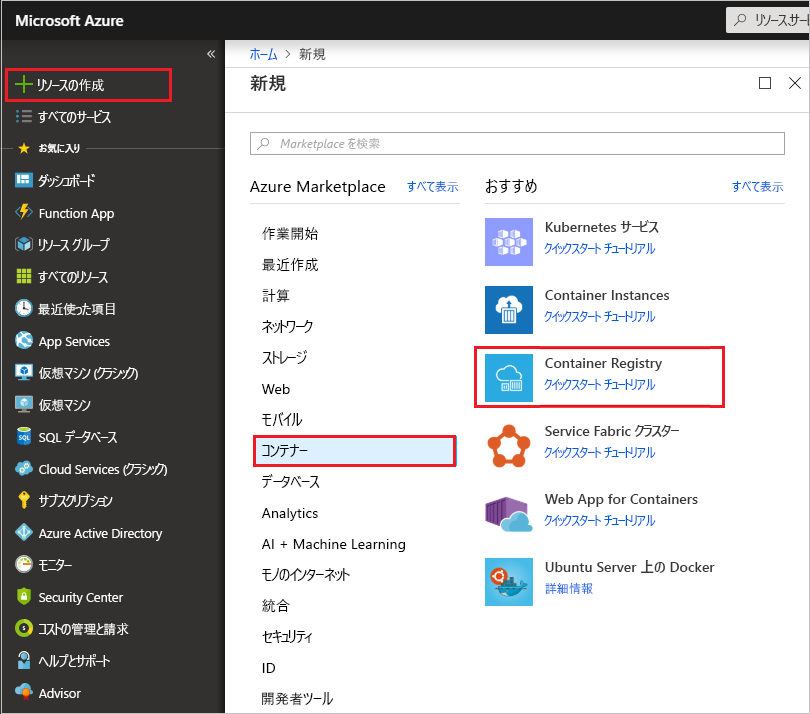 Microsoft Azure
リソース サー
«
リソースの作成
すべてのサービス
お気に入り
ダッシュボード
Function App
リソース グループ
すべてのリソース
最近使った項目
App Services
仮想マシン (クラシック)
仮想マシン
SQL データベース
Cloud Services (クラシック)
サブスクリプション
Azure Active Directory
モニター
Security Center
コストの管理と請求
ヘルプとサポート
Advisor
ホーム > 新規
新規
Marketplace を検索
Azure Marketplace すべて表示
作業開始
最近作成
計算
ネットワーク
ストレージ
Web
モバイル
コンテナー
データベース
Analytics
AI + Machine Learning
モノのインターネット
統合
セキュリティ
ID
開発者ツール
おすすめ すべて表示
Kubernetes サービス
クイックスタート チュートリアル
Container Instances
クイックスタート チュートリアル
Container Registry
クイックスタート チュートリアル
Service Fabric クラスター
クイックスタート チュートリアル
Web App for Containers
クイックスタート チュートリアル
Ubuntu Server 上の Docker
詳細情報